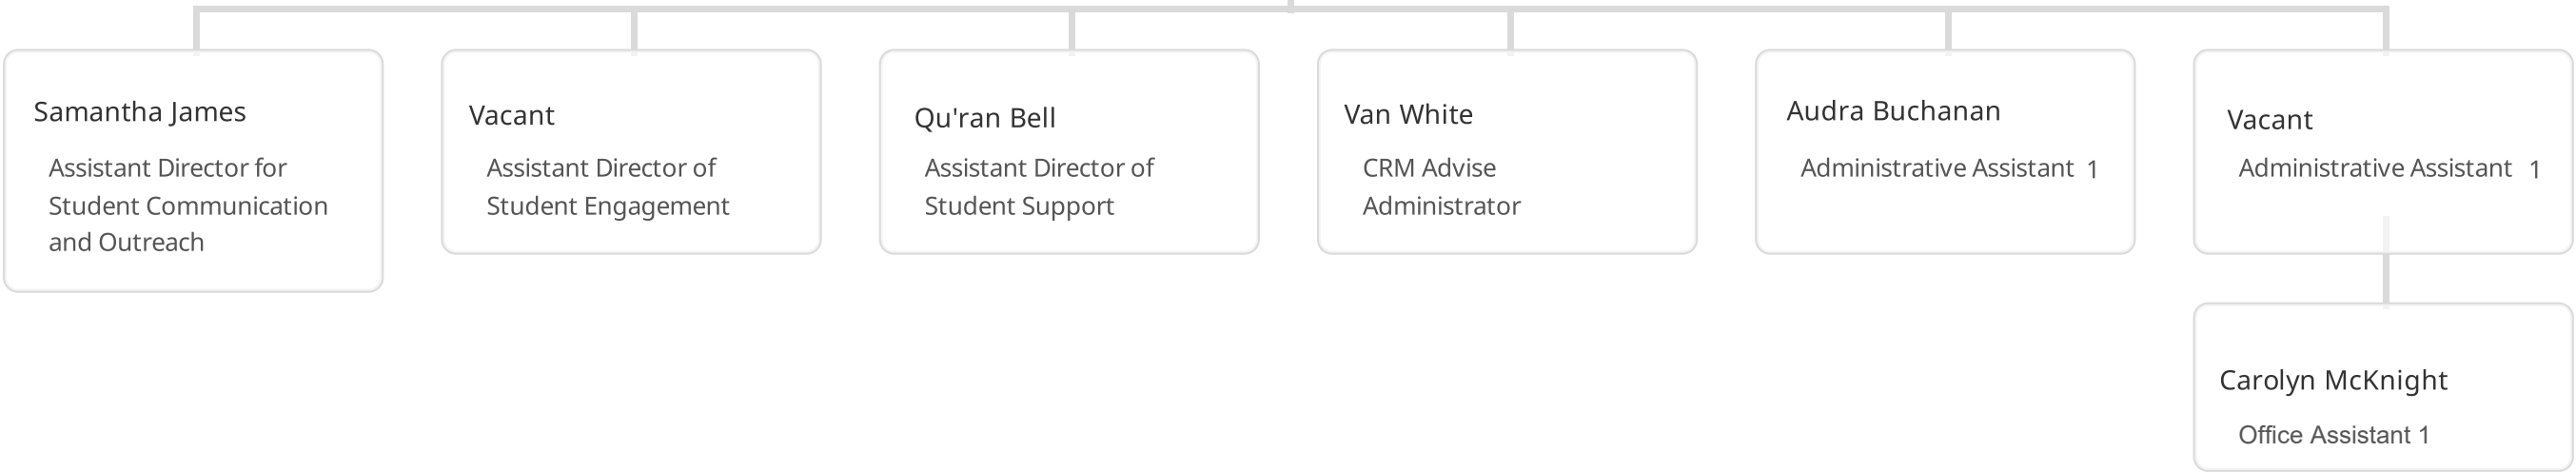 Samantha James
Assistant Director for
Student Communication
and Outreach
Vacant
Assistant Director of
Student Engagement
Qu'ran Bell
Assistant Director of
Student Support
Van White
CRM Advise
Administrator
Audra Buchanan
Administrative Assistant 1
Vacant
Administrative Assistant 1
Carolyn McKnight
Office Assistant 1